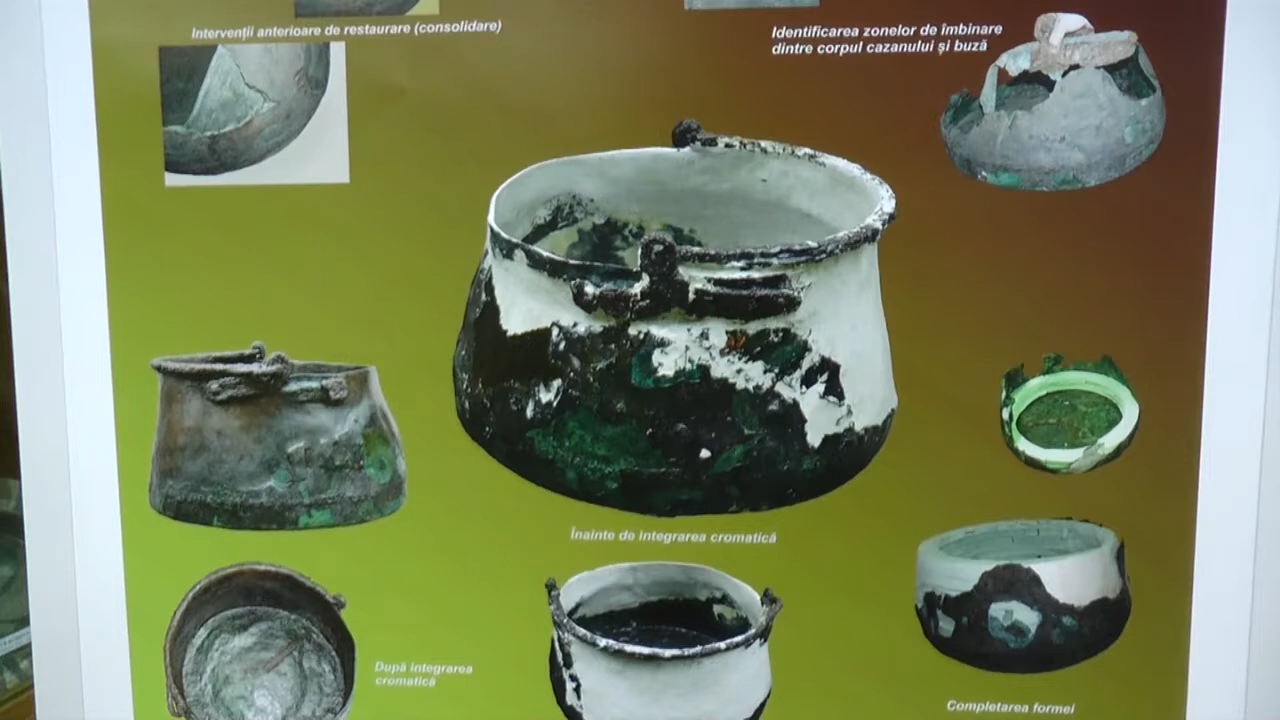 Intervenții anterioare de restaurare (consolidare)
Identificarea zonelor de îmbinare
dintre corpul cazanului și buză
Înainte de integrarea cromatică
După integrarea
cromatică
Completarea formei